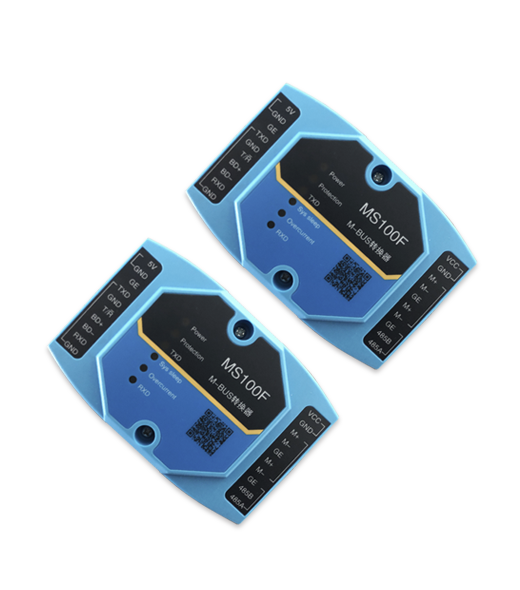 5V
GND
GE
TXD
GND
T/R
BD+
BD-
RXD
GND
Power
Protection
TXD
Sys sleep
Overcurrent
RXD
MS100F
M-BUS转换器
VCC
GND
M+
M-
GE
M+
M-
GE
485B
485A
5V
GND
GE
TXD
GND
T/R
BD+
BD-
RXD
GND
Power
Protection
TXD
Sys sleep
Overcurrent
RXD
MS100F
M-BUS转换器
VCC
GND
M+
M-
GE
M+
M-
GE
485B
485A